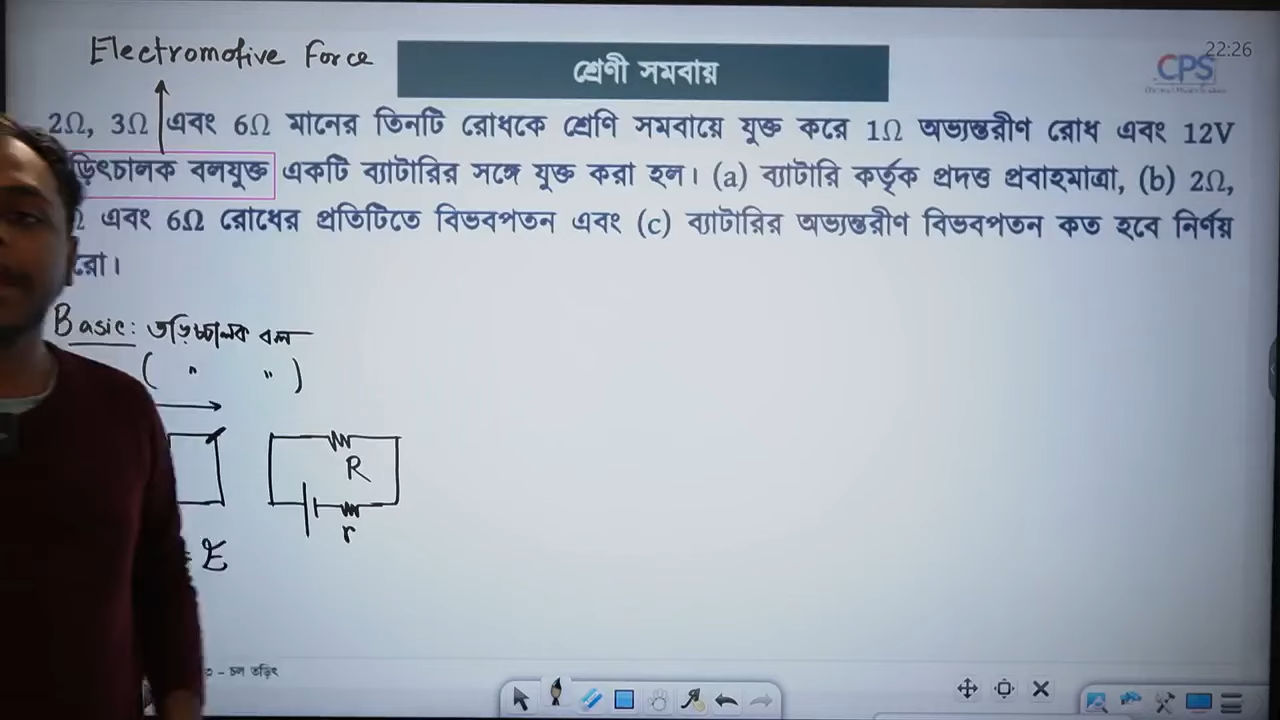 Electromotive Force
শ্রেণী সমবায়
CPS
22:26
2Ω, 3Ω এবং 6Ω মানের তিনটি রোধকে শ্রেণি সমবায়ে যুক্ত করে 1Ω অভ্যন্তরীণ রোধ এবং 12V
ড়িৎচালক বলযুক্ত একটি ব্যাটারির সঙ্গে যুক্ত করা হল। (a) ব্যাটারি কর্তৃক প্রদত্ত প্রবাহমাত্রা, (b) 2Ω,
Ω এবং 6Ω রোধের প্রতিটিতে বিভবপতন এবং (c) ব্যাটারির অভ্যন্তরীণ বিভবপতন কত হবে নির্ণয়
রো।
Basic: তড়িচ্চালক বল
( " " )
R
r
= E
- চল তড়িৎ